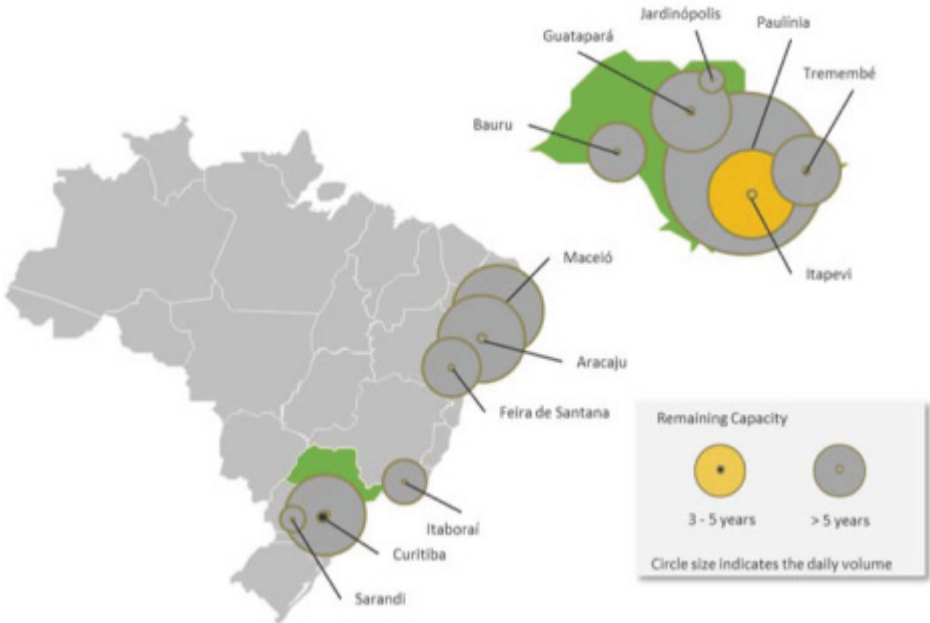 Jardinópolis
Guatapará
Paulínia
Tremembé
Bauru
Itapevi
Maceió
Aracaju
Feira de Santana
Itaboraí
Curitiba
Sarandi
Remaining Capacity
3 - 5 years
> 5 years
Circle size indicates the daily volume